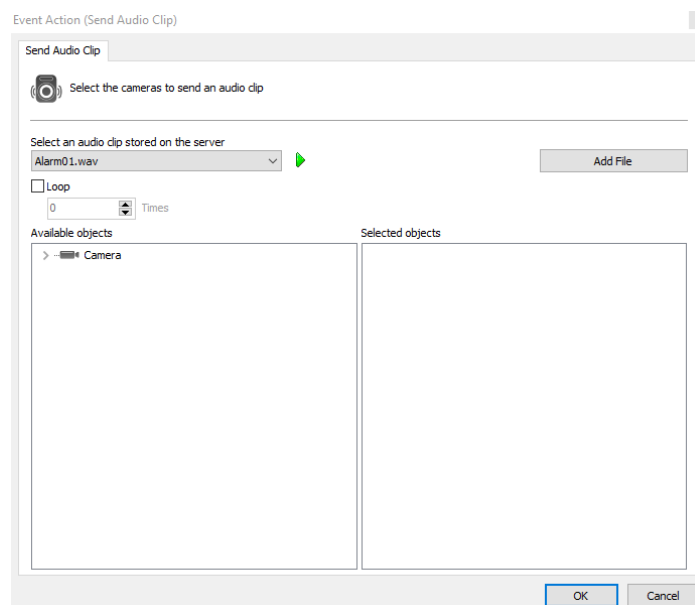 Event Action (Send Audio Clip)
Send Audio Clip
Select the cameras to send an audio clip
Select an audio clip stored on the server
Alarm01.wav
Add File
Loop
0 Times
Available objects Selected objects
Camera
OK Cancel